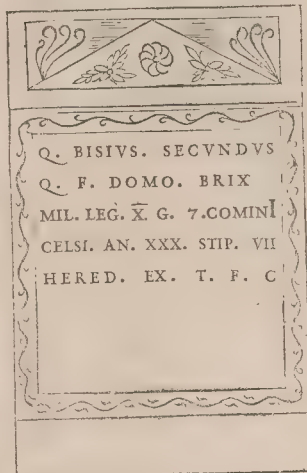 Q. BISIVS. SECVNDVS
Q. F. DOMO. BRIX
MIL. LEG. X̅. G. 7. COMINI
CELSI. AN. XXX. STIP. VII
HERED. EX. T. F. C